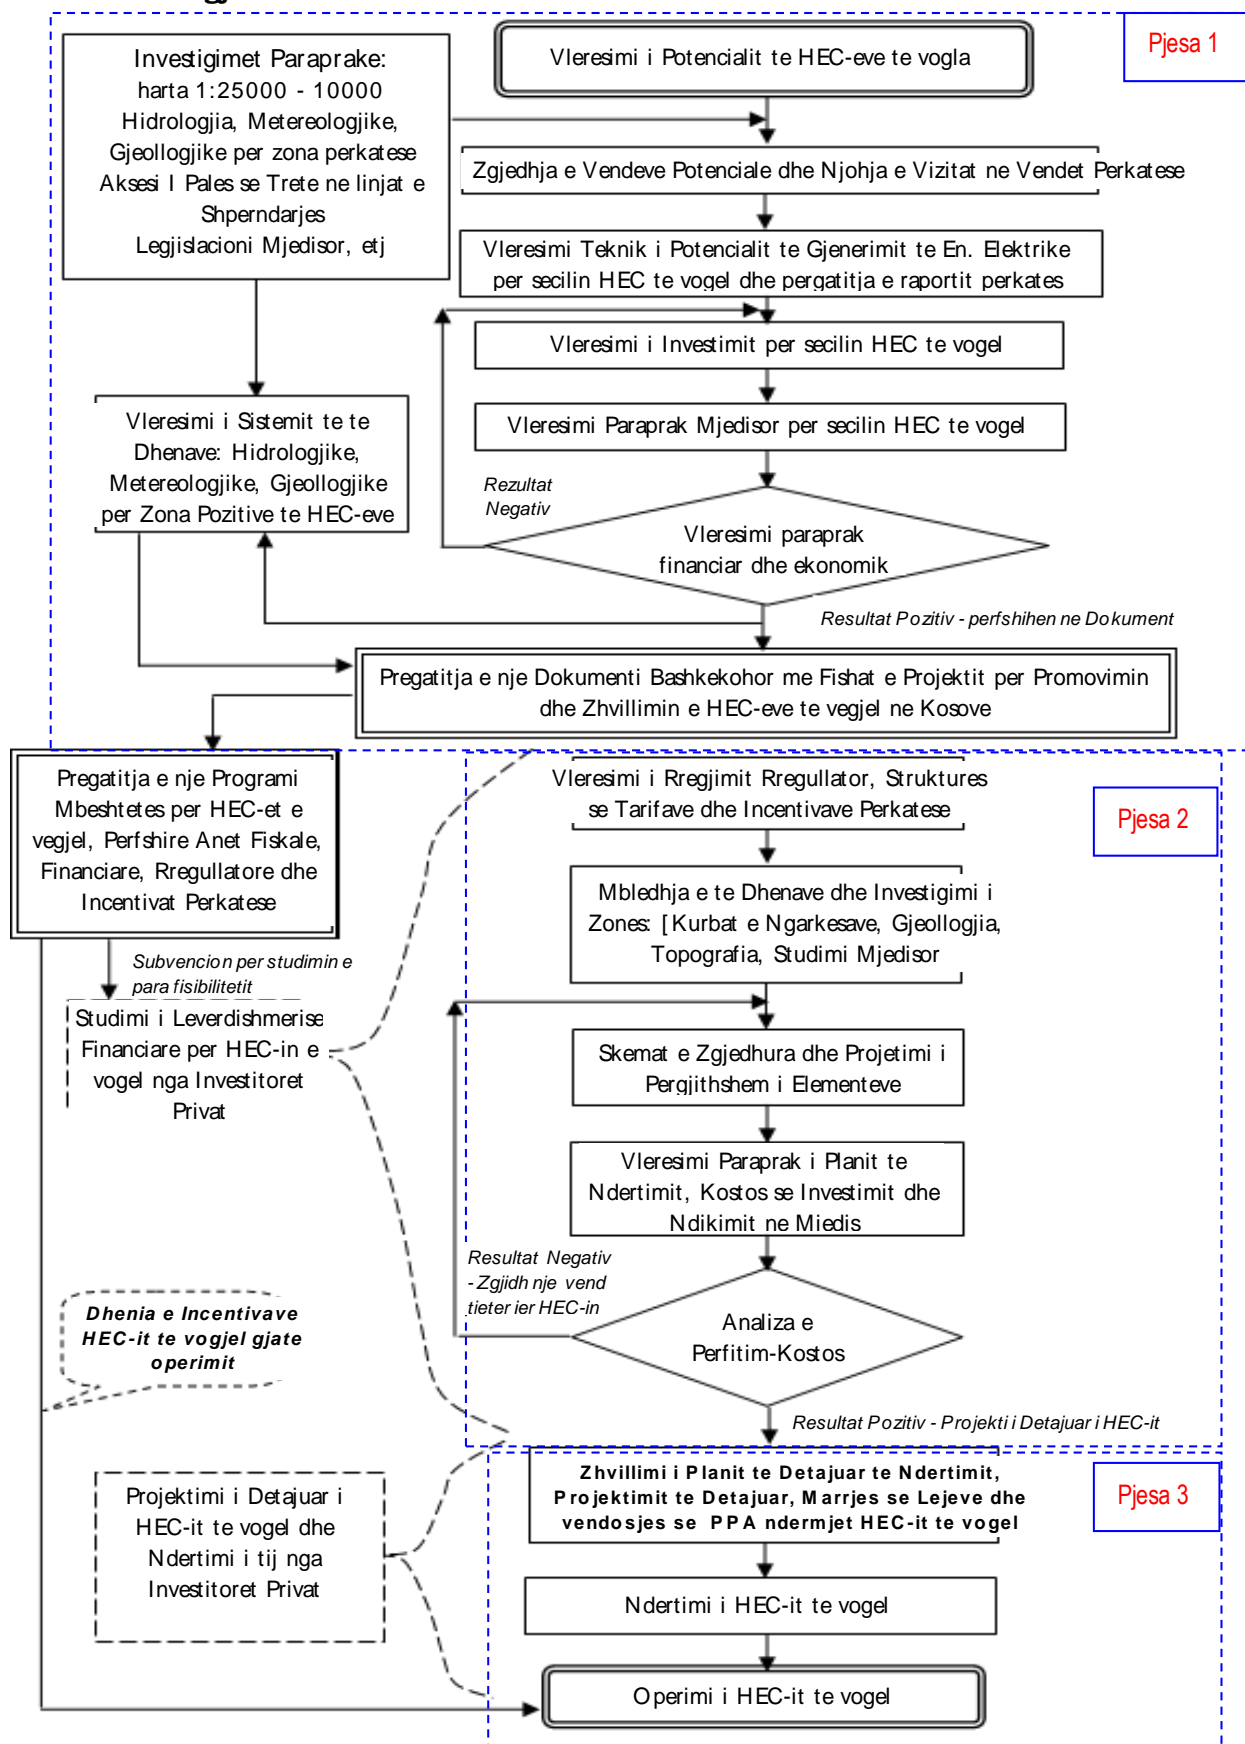 Pjesa 1
Vleresimi i Potencialit te HEC-eve te vogla
Investigimet Paraprake:
harta 1:25000 - 10000
Hidrologjia, Metereologjike,
Gjeollogjike per zona perkatese
Aksesi I Pales se Trete ne linjat e
Shperndarjes
Legjislacioni Mjedisor, etj
Zgjedhja e Vendeve Potenciale dhe Njohja e Vizitat ne Vendet Perkatese
Vleresimi Teknik i Potencialit te Gjenerimit te En. Elektrike
per secilin HEC te vogel dhe pergatitja e raportit perkates
Vleresimi i Investimit per secilin HEC te vogel
Vleresimi Paraprak Mjedisor per secilin HEC te vogel
Vleresimi i Sistemit te te
Dhenave: Hidrologjike,
Metereologjike, Gjeollogjike
per Zona Pozitive te HEC-eve
Rezultat
Negativ
Vleresimi paraprak
financiar dhe ekonomik
Resultat Pozitiv - perfshihen ne Dokument
Pregatitja e nje Dokumenti Bashkekohor me Fishat e Projektit per Promovimin
dhe Zhvillimin e HEC-eve te vegjel ne Kosove
Pregatitja e nje Programi
Mbeshtetes per HEC-et e
vegjel, Perfshire Anet Fiskale,
Financiare, Rregullatore dhe
Incentivat Perkatese
Pjesa 2
Vleresimi i Rregjimit Rregullator, Struktures
se Tarifave dhe Incentivave Perkatese
Mbledhja e te Dhenave dhe Investigimi i
Zones: [Kurbat e Ngarkesave, Gjeollogjia,
Topografia, Studimi Mjedisor
Subvencion per studimin e
para fisibilitetit
Studimi i Leverdishmerise
Financiare per HEC-in e
vogel nga Investitoret
Privat
Skemat e Zgjedhura dhe Projetimi i
Pergjithshem i Elementeve
Vleresimi Paraprak i Planit te
Ndertimit, Kostos se Investimit dhe
Ndikimit ne Miedis
Resultat Negativ
- Zgjidh nje vend
tieter ier HEC-in
Analiza e
Perfitim-Kostos
Dhenia e Incentivave
HEC-it te vogjel gjate
operimit
Resultat Pozitiv - Projekti i Detajuar i HEC-it
Pjesa 3
Zhvillimi i Planit te Detajuar te Ndertimit,
Projektimit te Detajuar, Marrjes se Lejeve dhe
vendosjes se PPA ndermjet HEC-it te vogel
Projektimi i Detajuar i
HEC-it te vogel dhe
Ndertimi i tij nga
Investitoret Privat
Ndertimi i HEC-it te vogel
Operimi i HEC-it te vogel